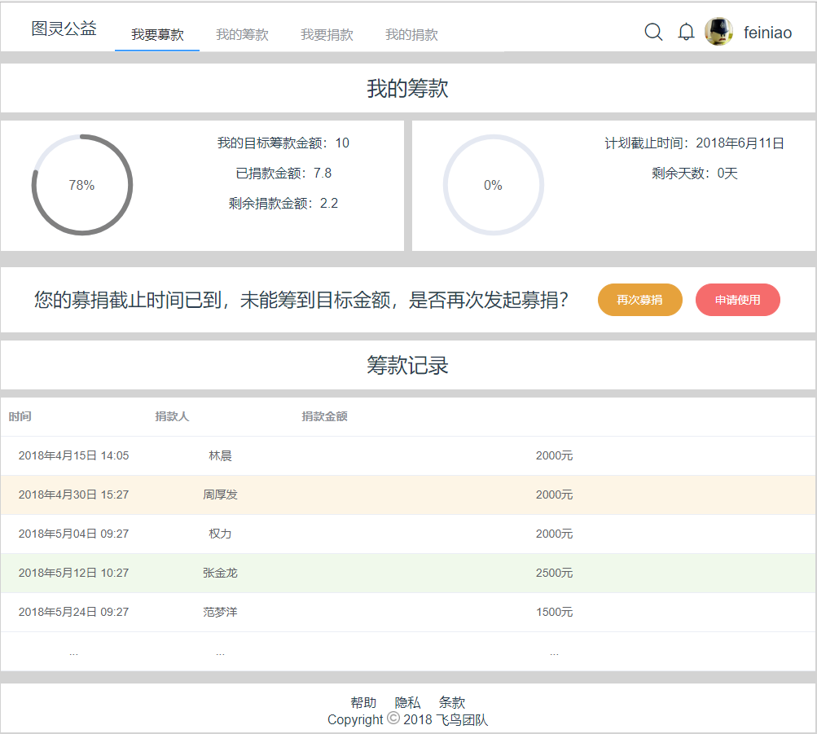 图灵公益 我要募款 我的筹款 我要捐款 我的捐款 feiniao
我的筹款
78%
我的目标筹款金额：10
已捐款金额：7.8
剩余捐款金额：2.2
0%
计划截止时间：2018年6月11日
剩余天数：0天
您的募捐截止时间已到，未能筹到目标金额，是否再次发起募捐？ 再次募捐 申请使用
筹款记录
时间 捐款人 捐款金额
2018年4月15日 14:05 林晨 2000元
2018年4月30日 15:27 周厚发 2000元
2018年5月04日 09:27 权力 2000元
2018年5月12日 10:27 张金龙 2500元
2018年5月24日 09:27 范梦洋 1500元
... ... ...
帮助 隐私 条款
Copyright © 2018 飞鸟团队